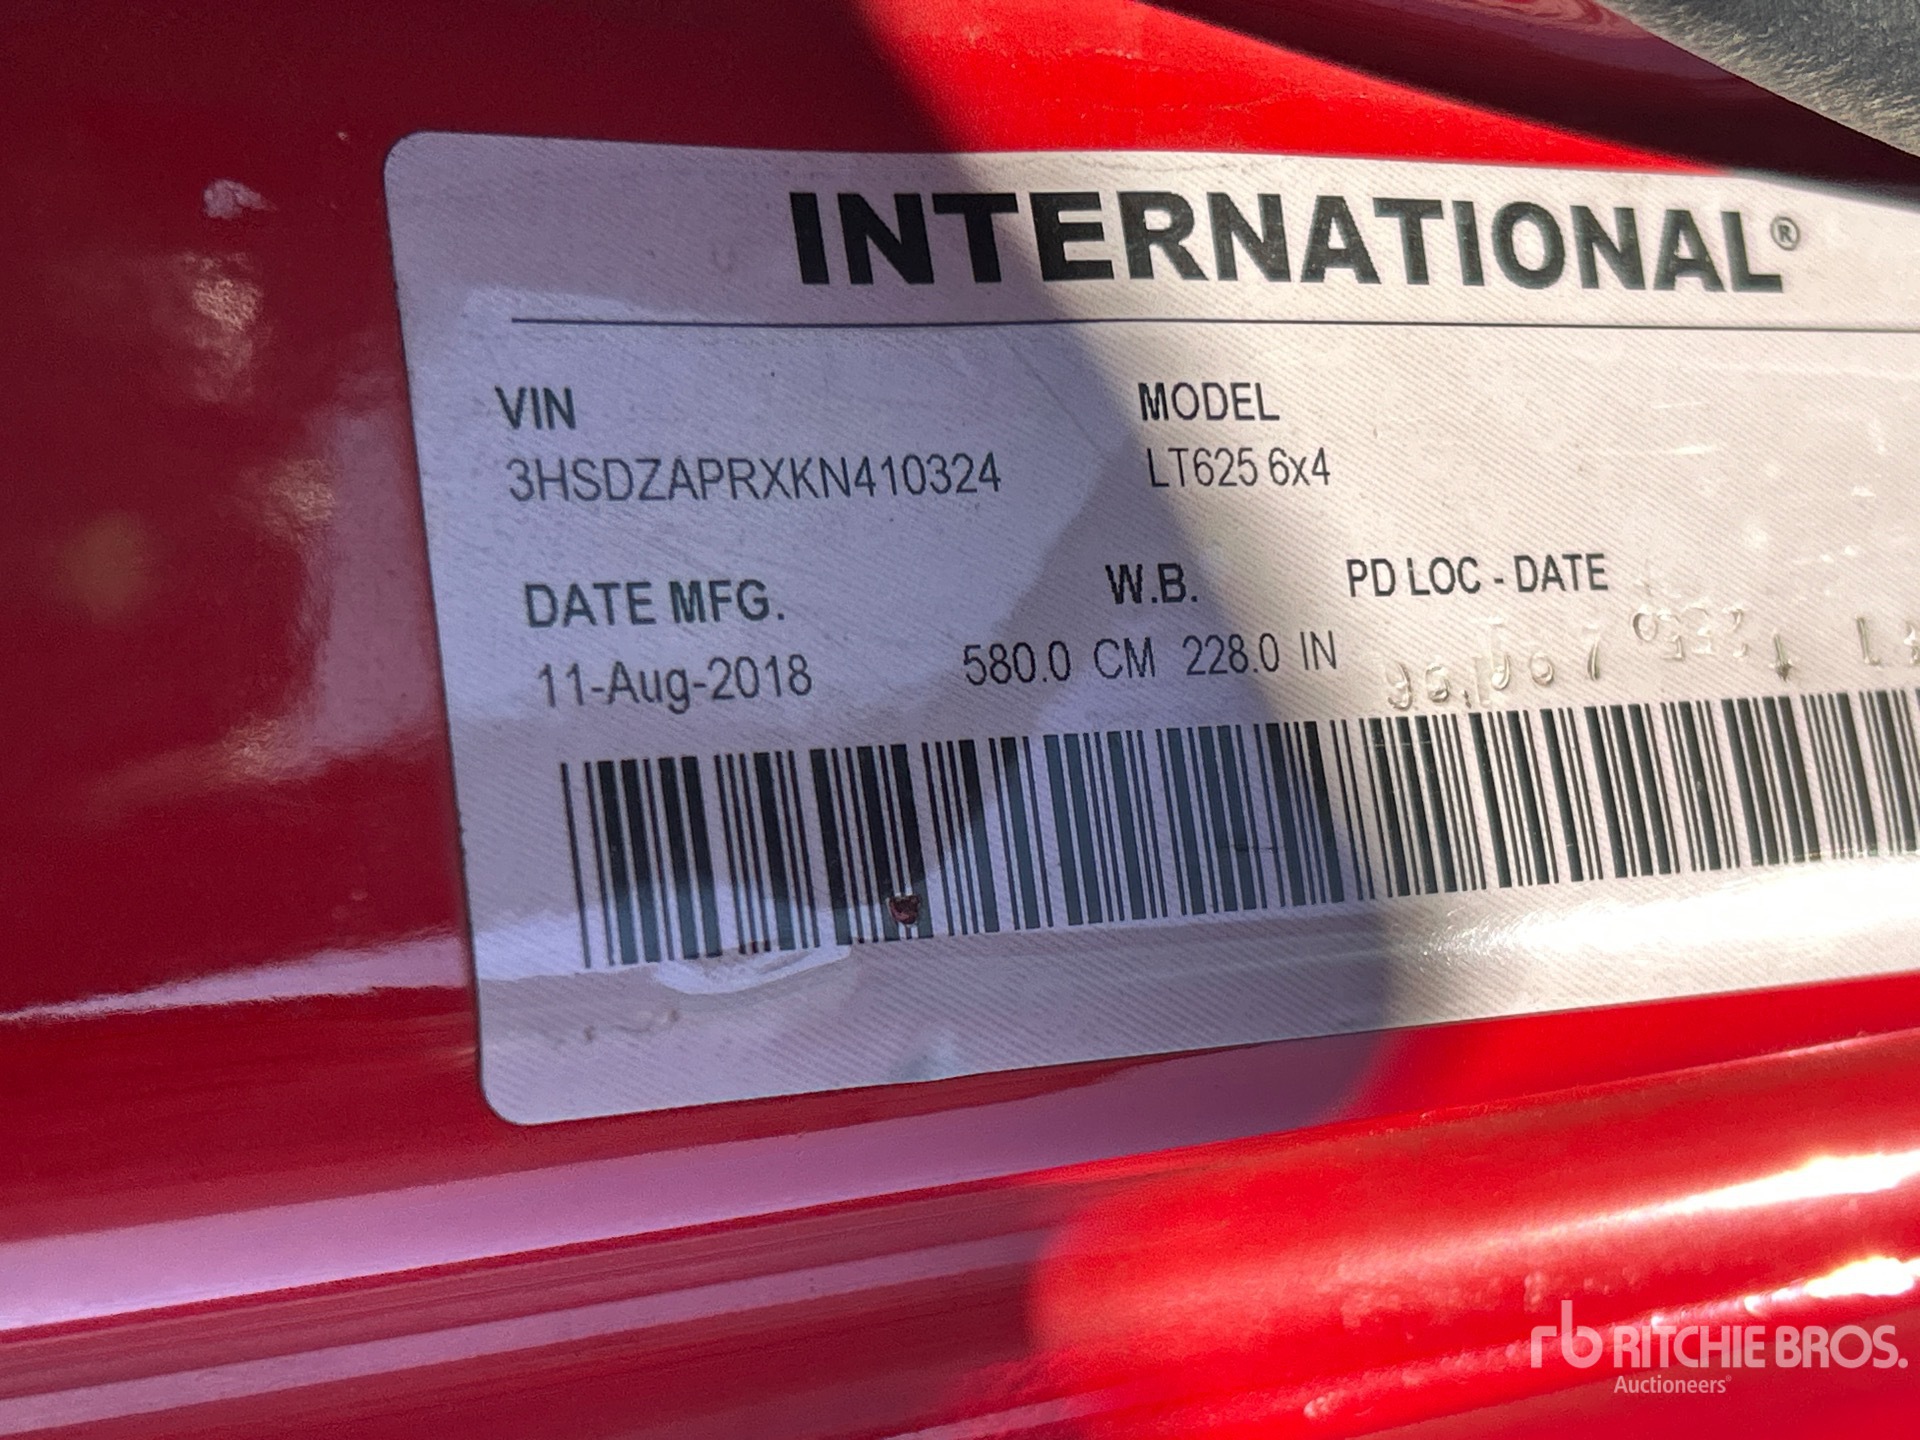 INTERNATIONAL®
VIN
3HSDZAPRXKN410324
MODEL
LT625 6x4
DATE MFG.
11-Aug-2018
W.B.
580.0 CM 228.0 IN
PD LOC - DATE
rb RITCHIE BROS.
Auctioneers